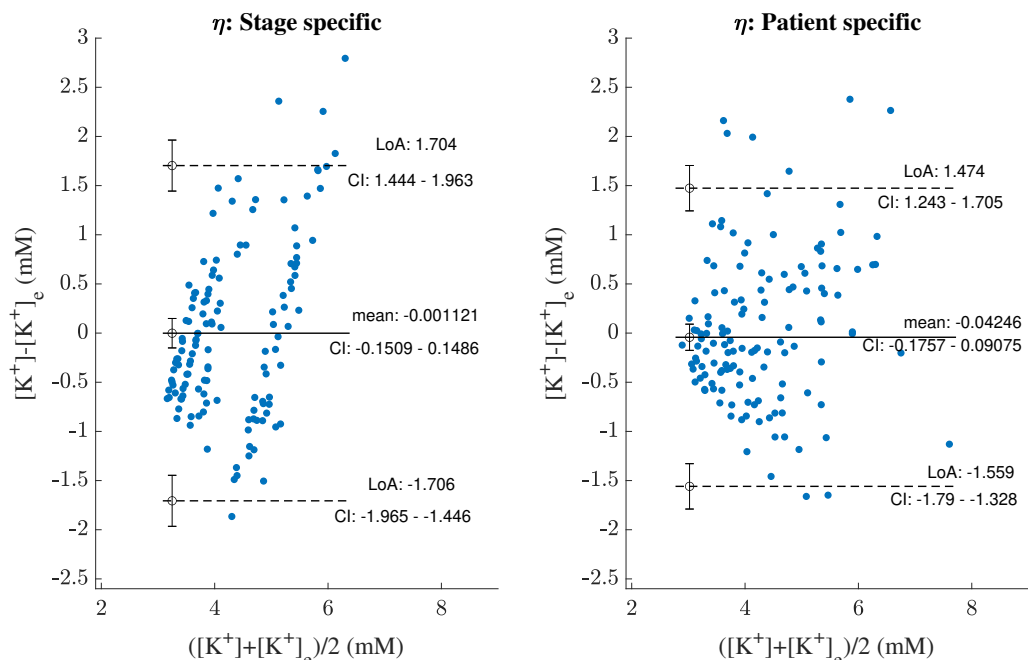 η: Stage specific
3
2.5
2
1.5
1
0.5
0
-0.5
-1
-1.5
-2
-2.5
[K⁺]-[K⁺]ₑ (mM)
LoA: 1.704
CI: 1.444 - 1.963
mean: -0.001121
CI: -0.1509 - 0.1486
LoA: -1.706
CI: -1.965 - -1.446
2 4 6 8
([K⁺]+[K⁺]ₑ)/2 (mM)
η: Patient specific
3
2.5
2
1.5
1
0.5
0
-0.5
-1
-1.5
-2
-2.5
[K⁺]-[K⁺]ₑ (mM)
LoA: 1.474
CI: 1.243 - 1.705
mean: -0.04246
CI: -0.1757 - 0.09075
LoA: -1.559
CI: -1.79 - -1.328
2 4 6 8
([K⁺]+[K⁺]ₑ)/2 (mM)